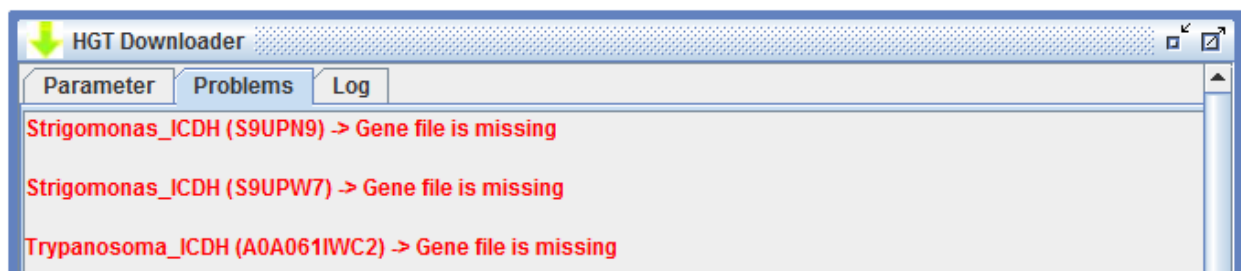 HGT Downloader
Parameter Problems Log
Strigomonas_ICDH (S9UPN9) -> Gene file is missing
Strigomonas_ICDH (S9UPW7) -> Gene file is missing
Trypanosoma_ICDH (A0A061IWC2) -> Gene file is missing